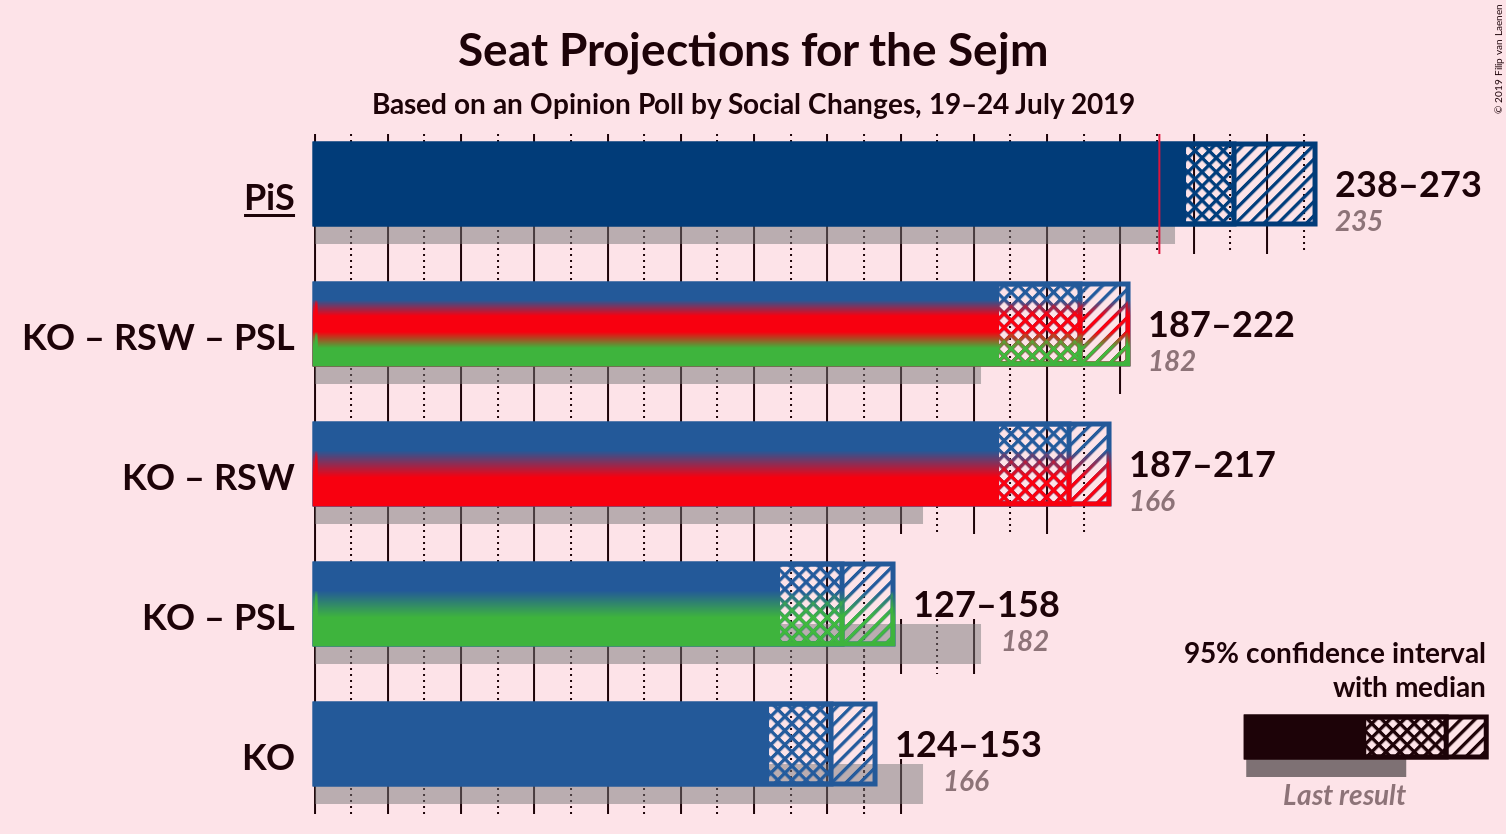 Seat Projections for the Sejm
Based on an Opinion Poll by Social Changes, 19–24 July 2019
© 2019 Filip van Laenen
PiS
238–273
235
KO – RSW – PSL
187–222
182
KO – RSW
187–217
166
KO – PSL
127–158
182
KO
124–153
166
95% confidence interval
with median
Last result